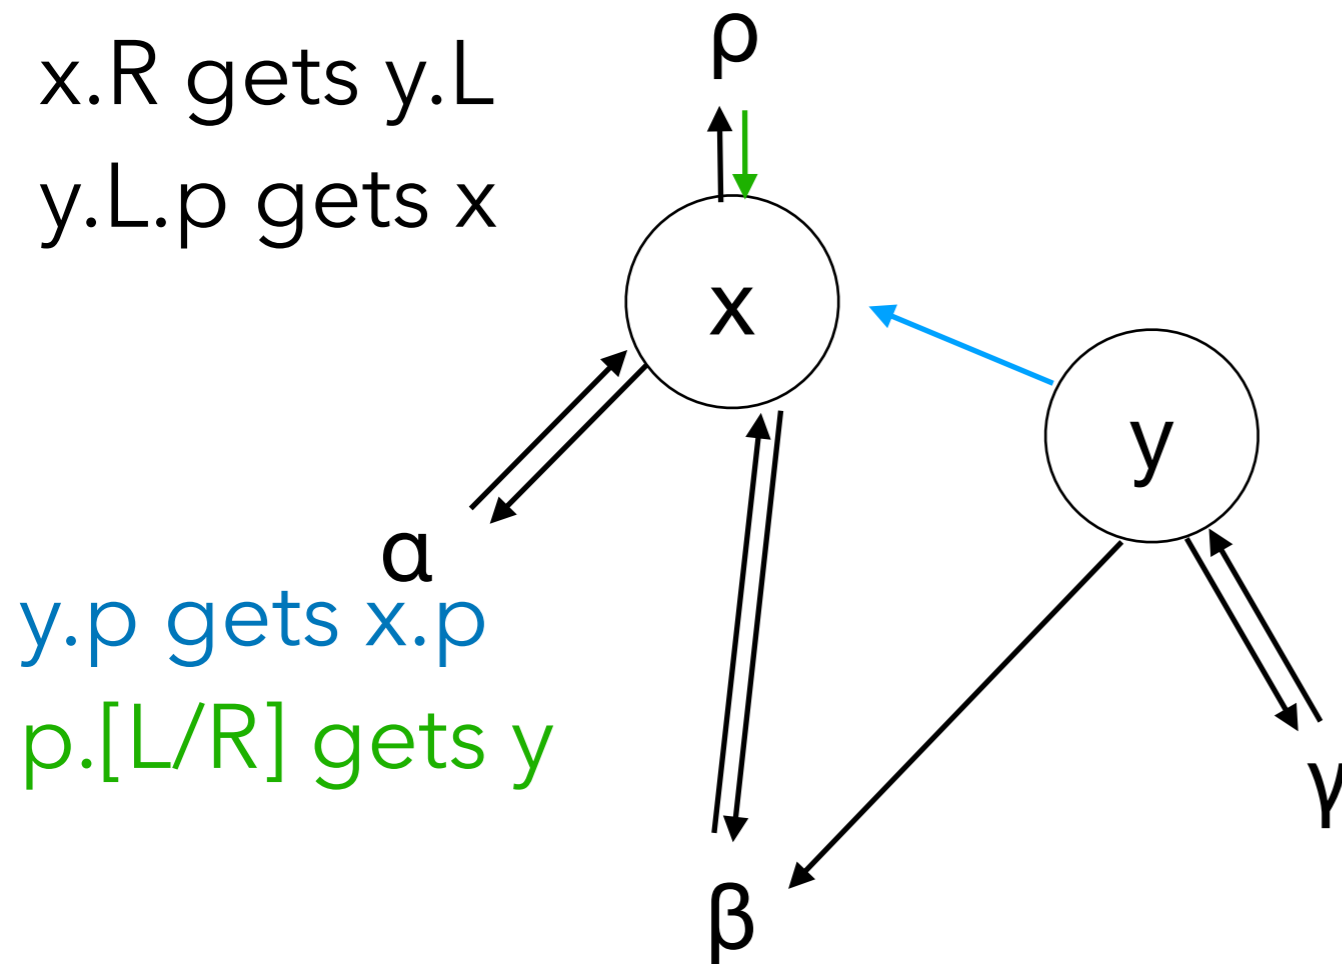 x.R gets y.L
y.L.p gets x
ρ
x
y
α
y.p gets x.p
p.[L/R] gets y
γ
β